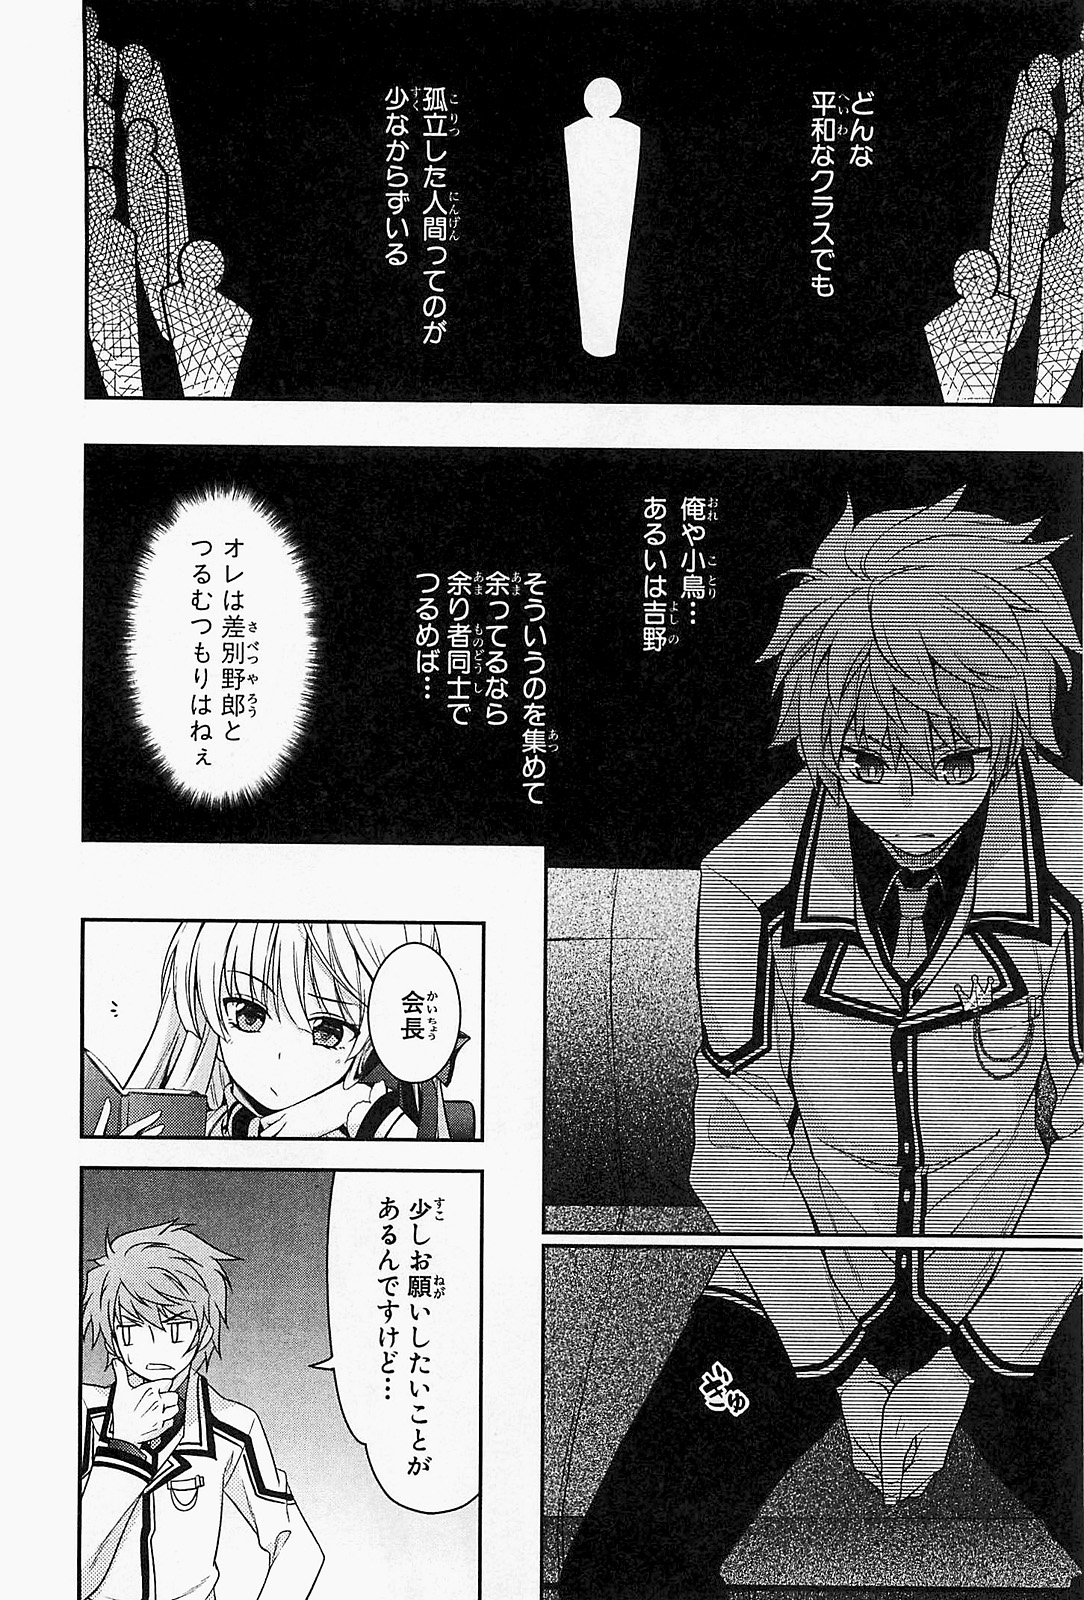 どんな
平和なクラスでも
孤立した人間ってのが
少なからずいる
俺や小鳥…
あるいは吉野
そういうのを集めて
余ってるなら
余り者同士で
つるめば…
オレは差別野郎と
つるむつもりはねぇ
ぎゅ
会長
少しお願いしたいことが
あるんですけど…